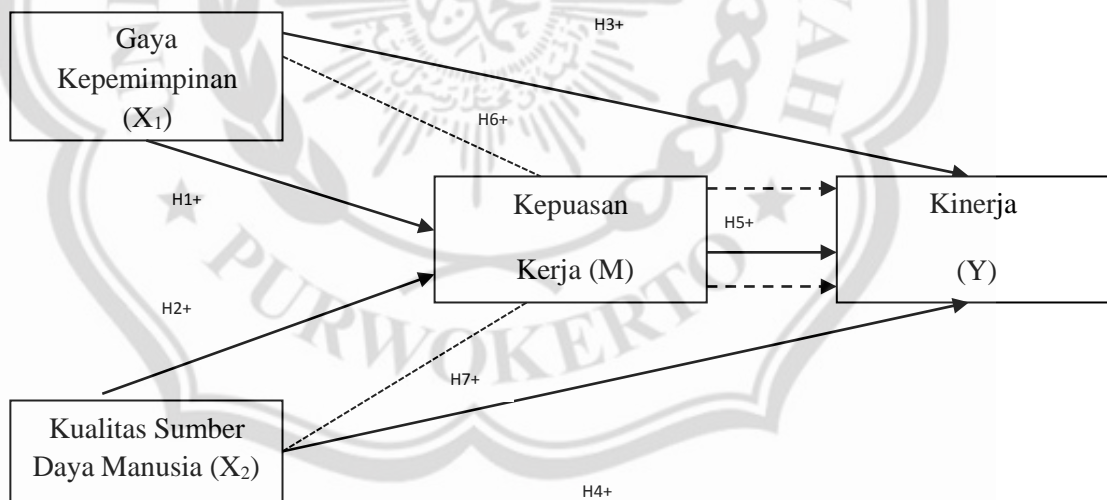 H3+
Gaya
Kepemimpinan
(X₁)
H6+
H1+
Kepuasan
Kerja (M)
H5+
Kinerja
(Y)
H2+
H7+
Kualitas Sumber
Daya Manusia (X₂)
H4+
PURWOKERTO